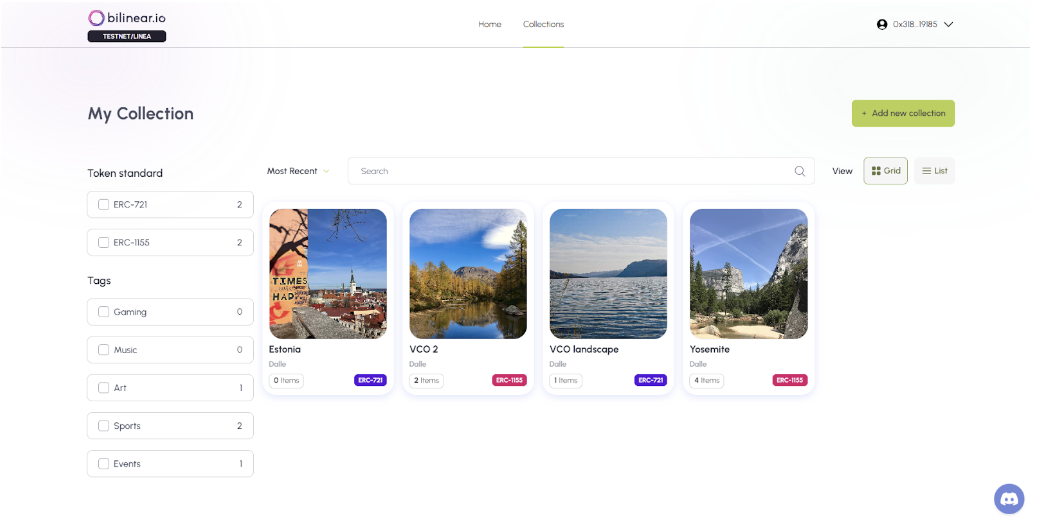 bilinear.io
TESTNET/LINEA
Home
Collections
0x318...19185
My Collection
+ Add new collection
Token standard
ERC-721 2
ERC-1155 2
Tags
Gaming 0
Music 0
Art 1
Sports 2
Events 1
Most Recent
Search
View
Grid
List
TIMES
HAD
Estonia
Dalle
0 Items
ERC-721
VCO 2
Dalle
2 Items
ERC-1155
VCO landscape
Dalle
1 Items
ERC-721
Yosemite
Dalle
4 Items
ERC-1155